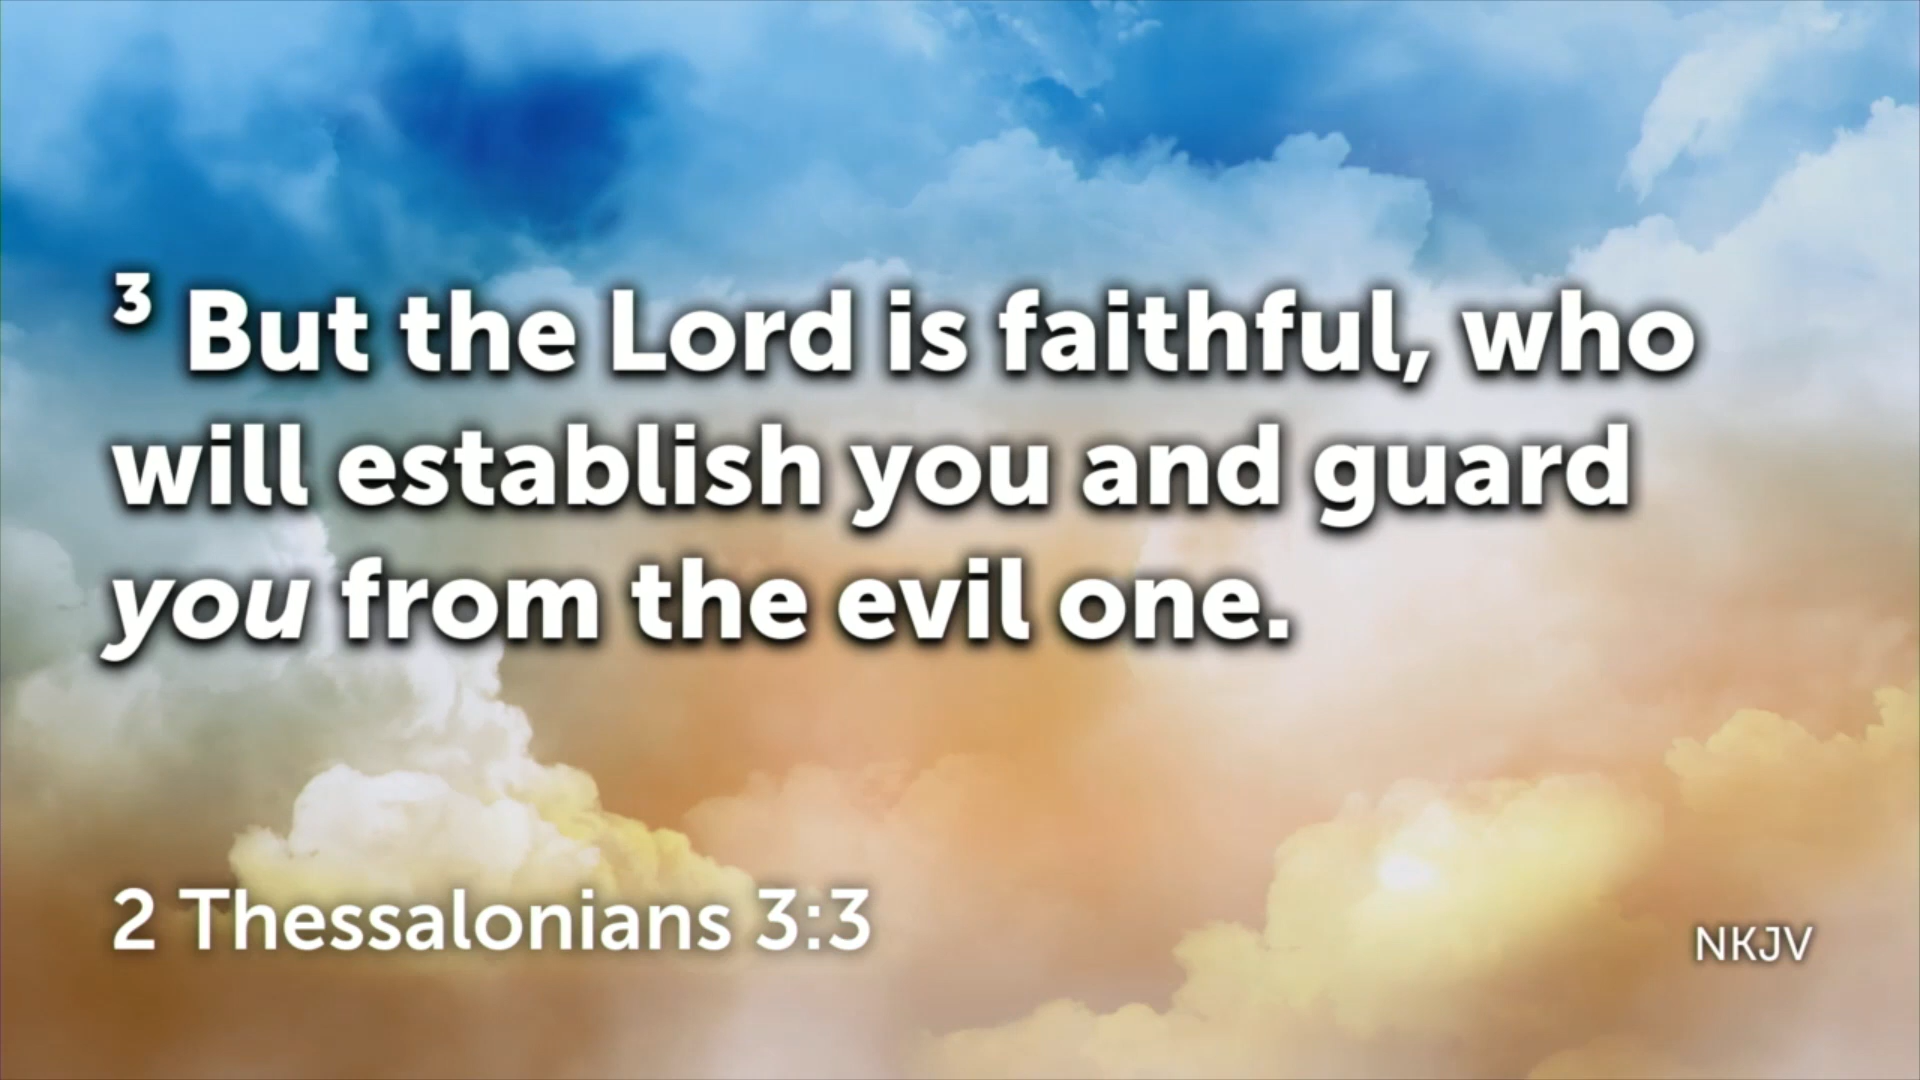 3 But the Lord is faithful, who
will establish you and guard
you from the evil one.
2 Thessalonians 3:3
NKJV